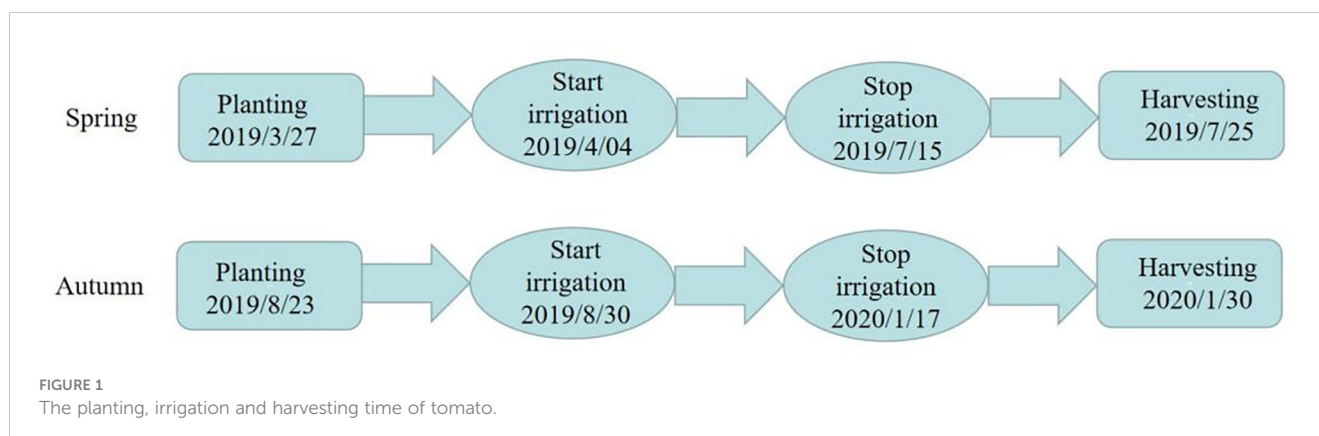 Spring
Planting
2019/3/27
Start
irrigation
2019/4/04
Stop
irrigation
2019/7/15
Harvesting
2019/7/25
Autumn
Planting
2019/8/23
Start
irrigation
2019/8/30
Stop
irrigation
2020/1/17
Harvesting
2020/1/30
FIGURE 1
The planting, irrigation and harvesting time of tomato.